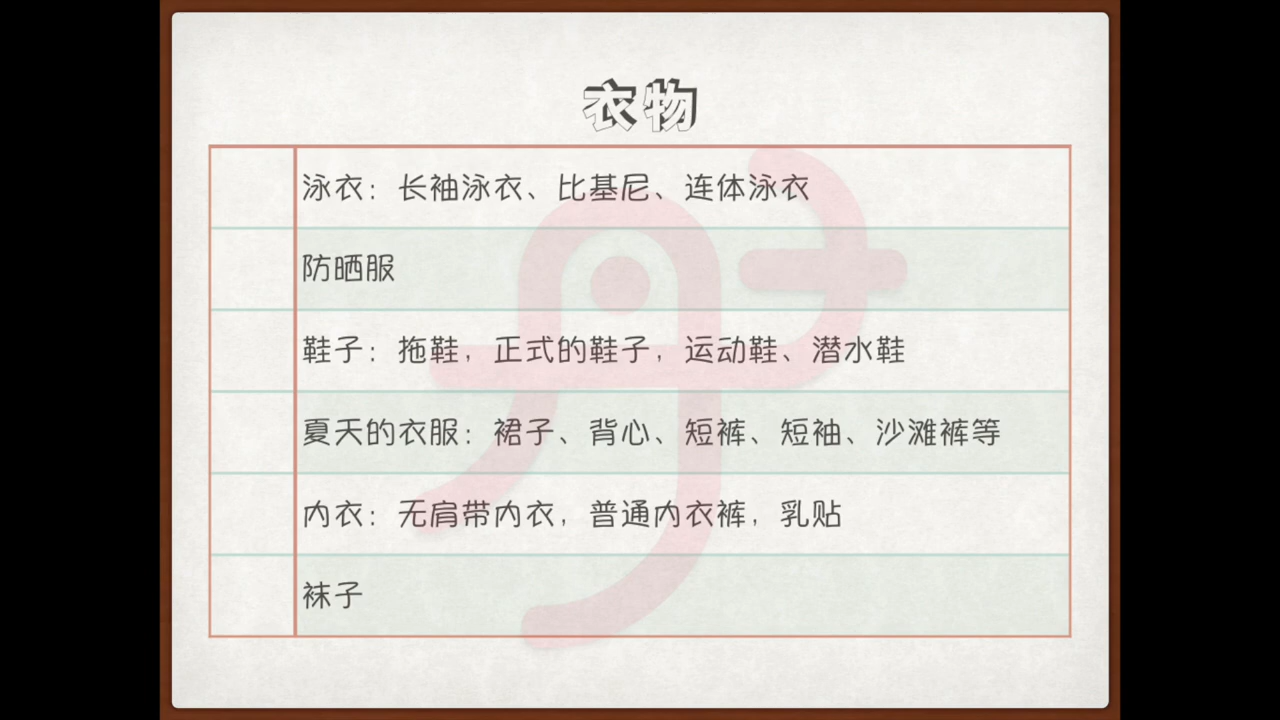 衣物
泳衣：长袖泳衣、比基尼、连体泳衣
防晒服
鞋子：拖鞋，正式的鞋子，运动鞋、潜水鞋
夏天的衣服：裙子、背心、短裤、短袖、沙滩裤等
内衣：无肩带内衣，普通内衣裤，乳贴
袜子